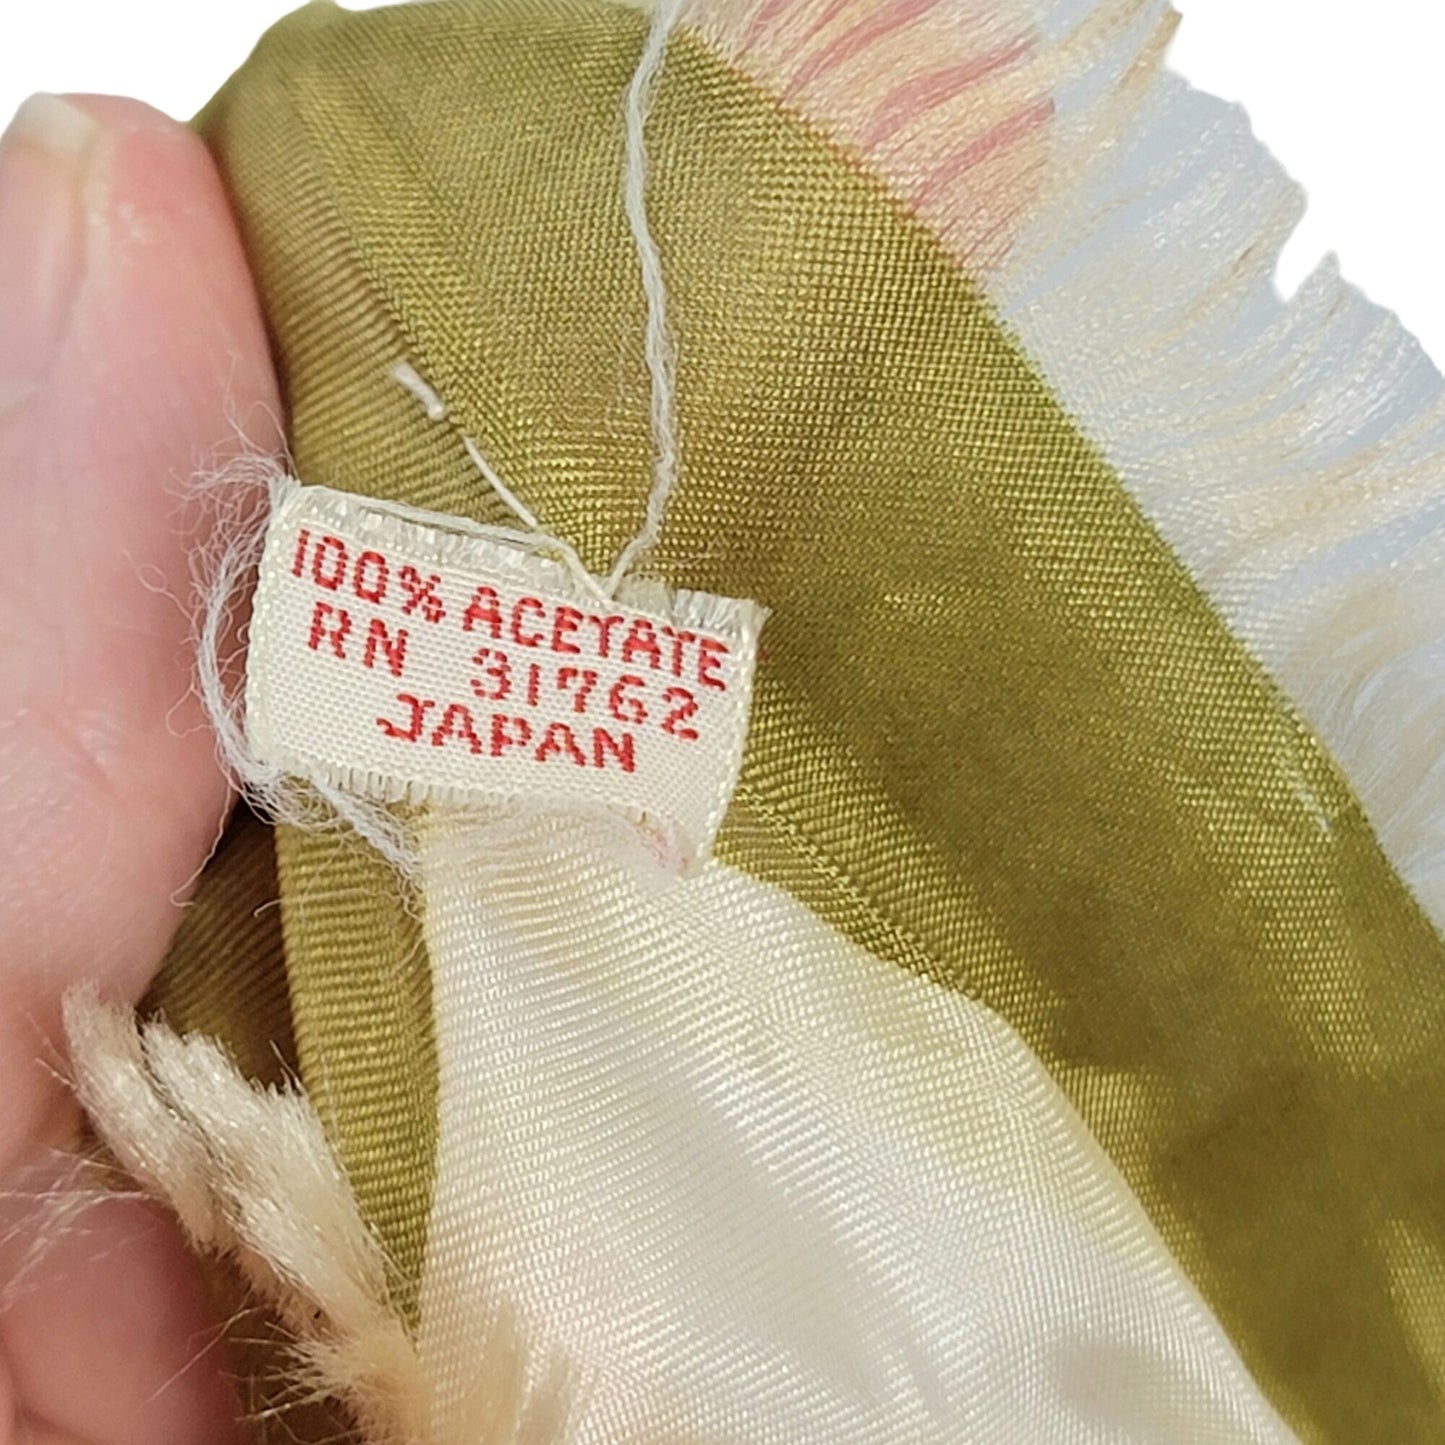 100% ACETATE
RN 31762
JAPAN